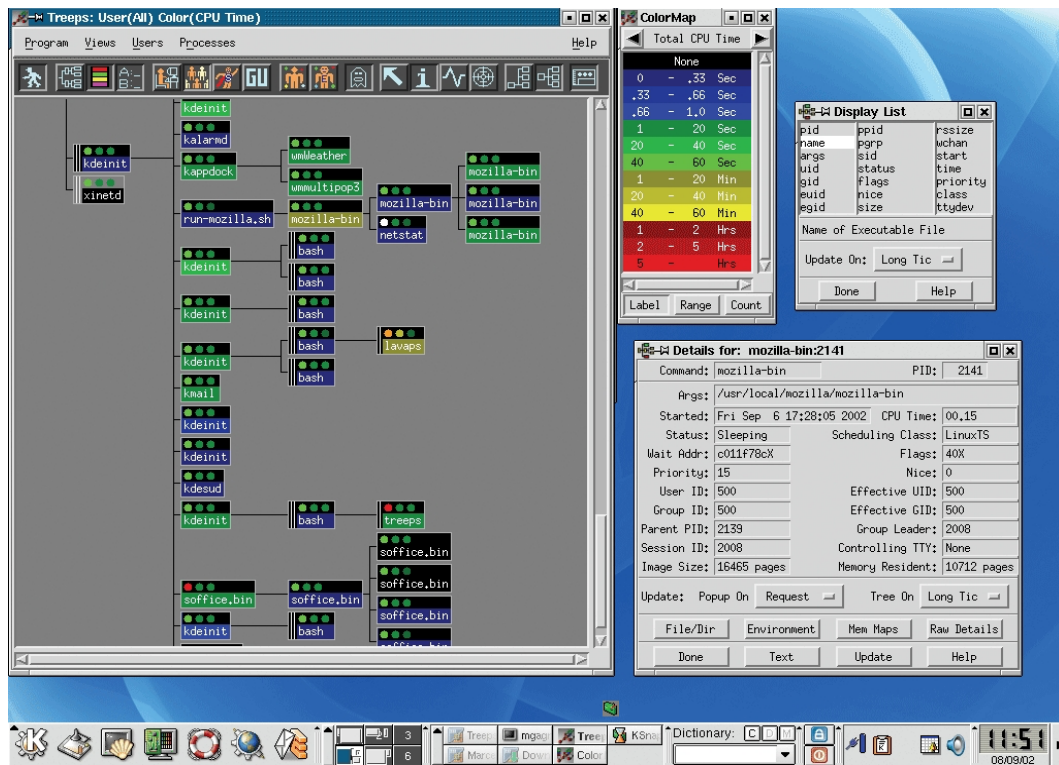 Treeps: User(All) Color(CPU Time)
Program Views Users Processes Help
GU
kdeinit
kalarmd
kdeinit
kappdock
wmWeather
mozilla-bin
xinetd
wmmultipop3
mozilla-bin
mozilla-bin
run-mozilla.sh
mozilla-bin
netstat
mozilla-bin
bash
kdeinit
bash
kdeinit
bash
bash
lavaps
kdeinit
bash
kmail
kdeinit
kdeinit
kdesud
kdeinit
bash
treeps
soffice.bin
soffice.bin
soffice.bin
soffice.bin
soffice.bin
kdeinit
bash
soffice.bin
ColorMap
Total CPU Time
None
0 - .33 Sec
.33 - .66 Sec
.66 - 1.0 Sec
1 - 20 Sec
20 - 40 Sec
40 - 60 Sec
1 - 20 Min
20 - 40 Min
40 - 60 Min
1 - 2 Hrs
2 - 5 Hrs
5 - Hrs
Label Range Count
Display List
pid ppid rssize
name pgrp wchan
args sid start
uid status time
gid flags priority
euid nice class
egid size ttydev
Name of Executable File
Update On: Long Tic
Done Help
Details for: mozilla-bin:2141
Command: mozilla-bin PID: 2141
Args: /usr/local/mozilla/mozilla-bin
Started: Fri Sep 6 17:28:05 2002 CPU Time: 00.15
Status: Sleeping Scheduling Class: LinuxTS
Wait Addr: c011f78cX Flags: 40X
Priority: 15 Nice: 0
User ID: 500 Effective UID: 500
Group ID: 500 Effective GID: 500
Parent PID: 2139 Group Leader: 2008
Session ID: 2008 Controlling TTY: None
Image Size: 16465 pages Memory Resident: 10712 pages
Update: Popup On Request Tree On Long Tic
File/Dir Environment Mem Maps Raw Details
Done Text Update Help
3 Treep mgag Treep KSna Dictionary: C D M
6 Marce Down Color
11:51
08/09/02